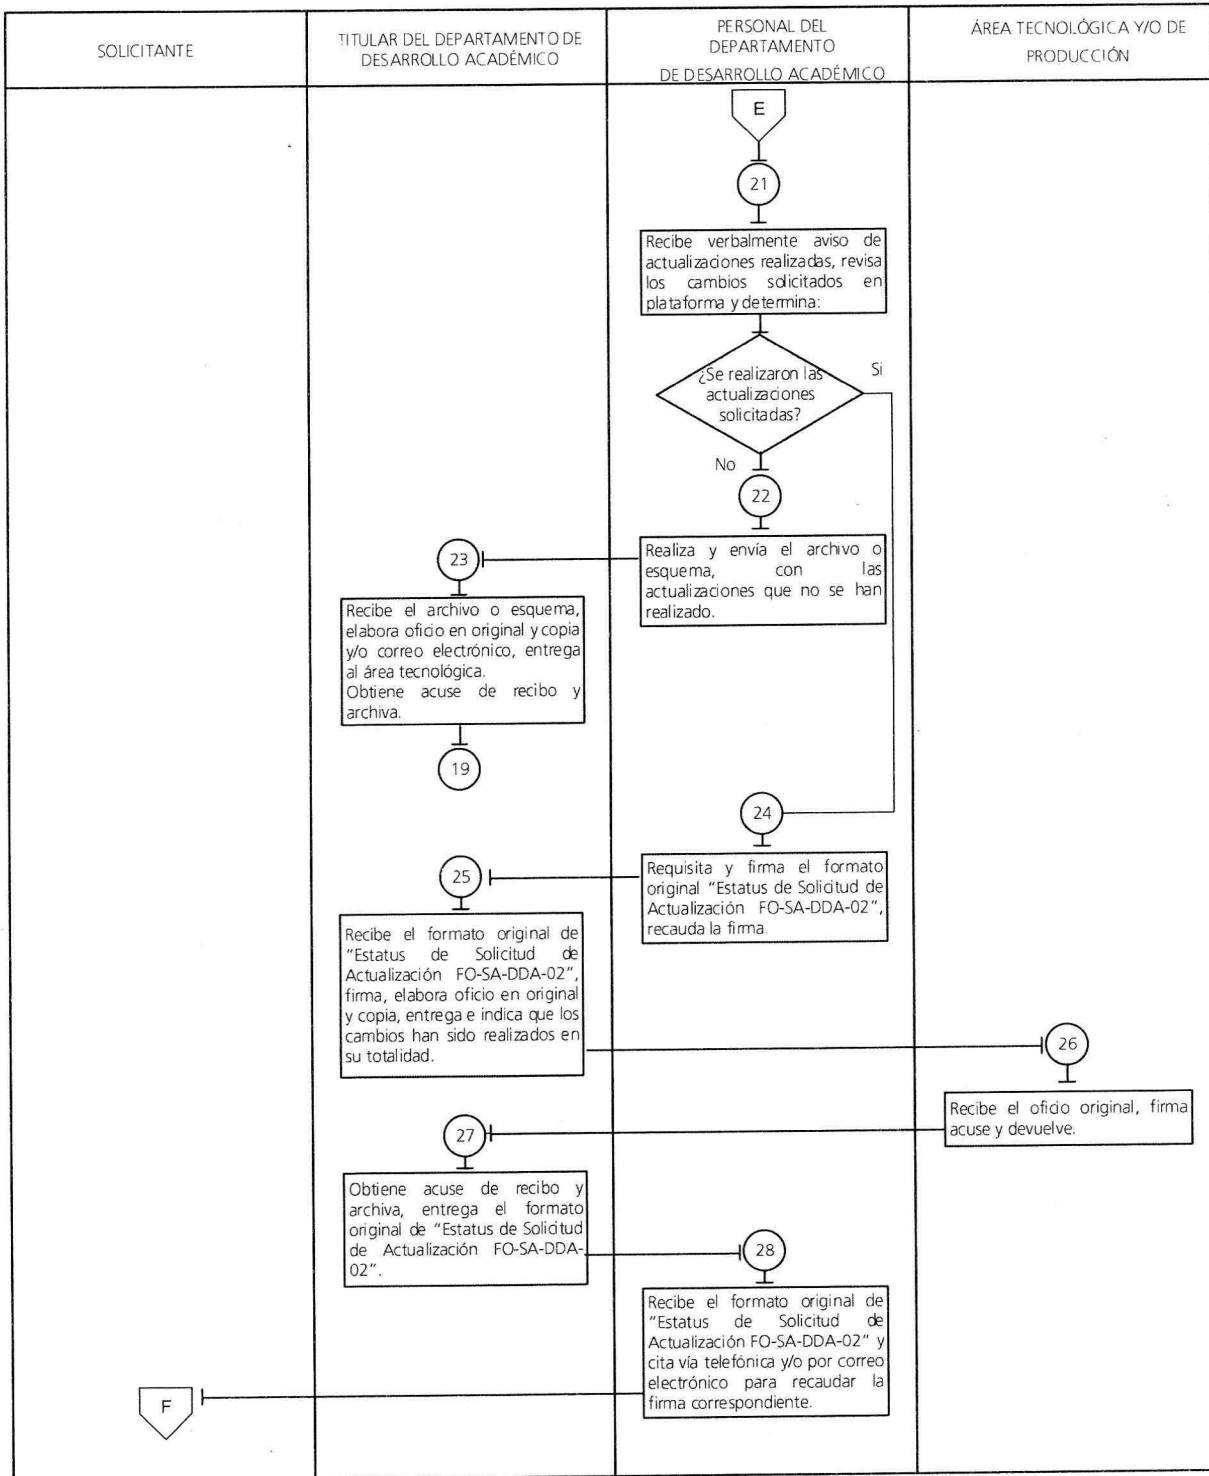 SOLICITANTE
TITULAR DEL DEPARTAMENTO DE
DESARROLLO ACADÉMICO
PERSONAL DEL
DEPARTAMENTO
DE DESARROLLO ACADÉMICO
ÁREA TECNOLÓGICA Y/O DE
PRODUCCIÓN
E
21
Recibe verbalmente aviso de
actualizaciones realizadas, revisa
los cambios solicitados en
plataforma y determina:
¿Se realizaron las
actualizaciones
solicitadas?
Si
No
22
Realiza y envía el archivo o
esquema, con las
actualizaciones que no se han
realizado.
23
Recibe el archivo o esquema,
elabora oficio en original y copia
y/o correo electrónico, entrega
al área tecnológica.
Obtiene acuse de recibo y
archiva.
19
24
Requisita y firma el formato
original "Estatus de Solicitud de
Actualización FO-SA-DDA-02",
recauda la firma.
25
Recibe el formato original de
"Estatus de Solicitud de
Actualización FO-SA-DDA-02",
firma, elabora oficio en original
y copia, entrega e indica que los
cambios han sido realizados en
su totalidad.
26
Recibe el oficio original, firma
acuse y devuelve.
27
Obtiene acuse de recibo y
archiva, entrega el formato
original de "Estatus de Solicitud
de Actualización FO-SA-DDA-
02".
28
Recibe el formato original de
"Estatus de Solicitud de
Actualización FO-SA-DDA-02" y
cita vía telefónica y/o por correo
electrónico para recaudar la
firma correspondiente.
F